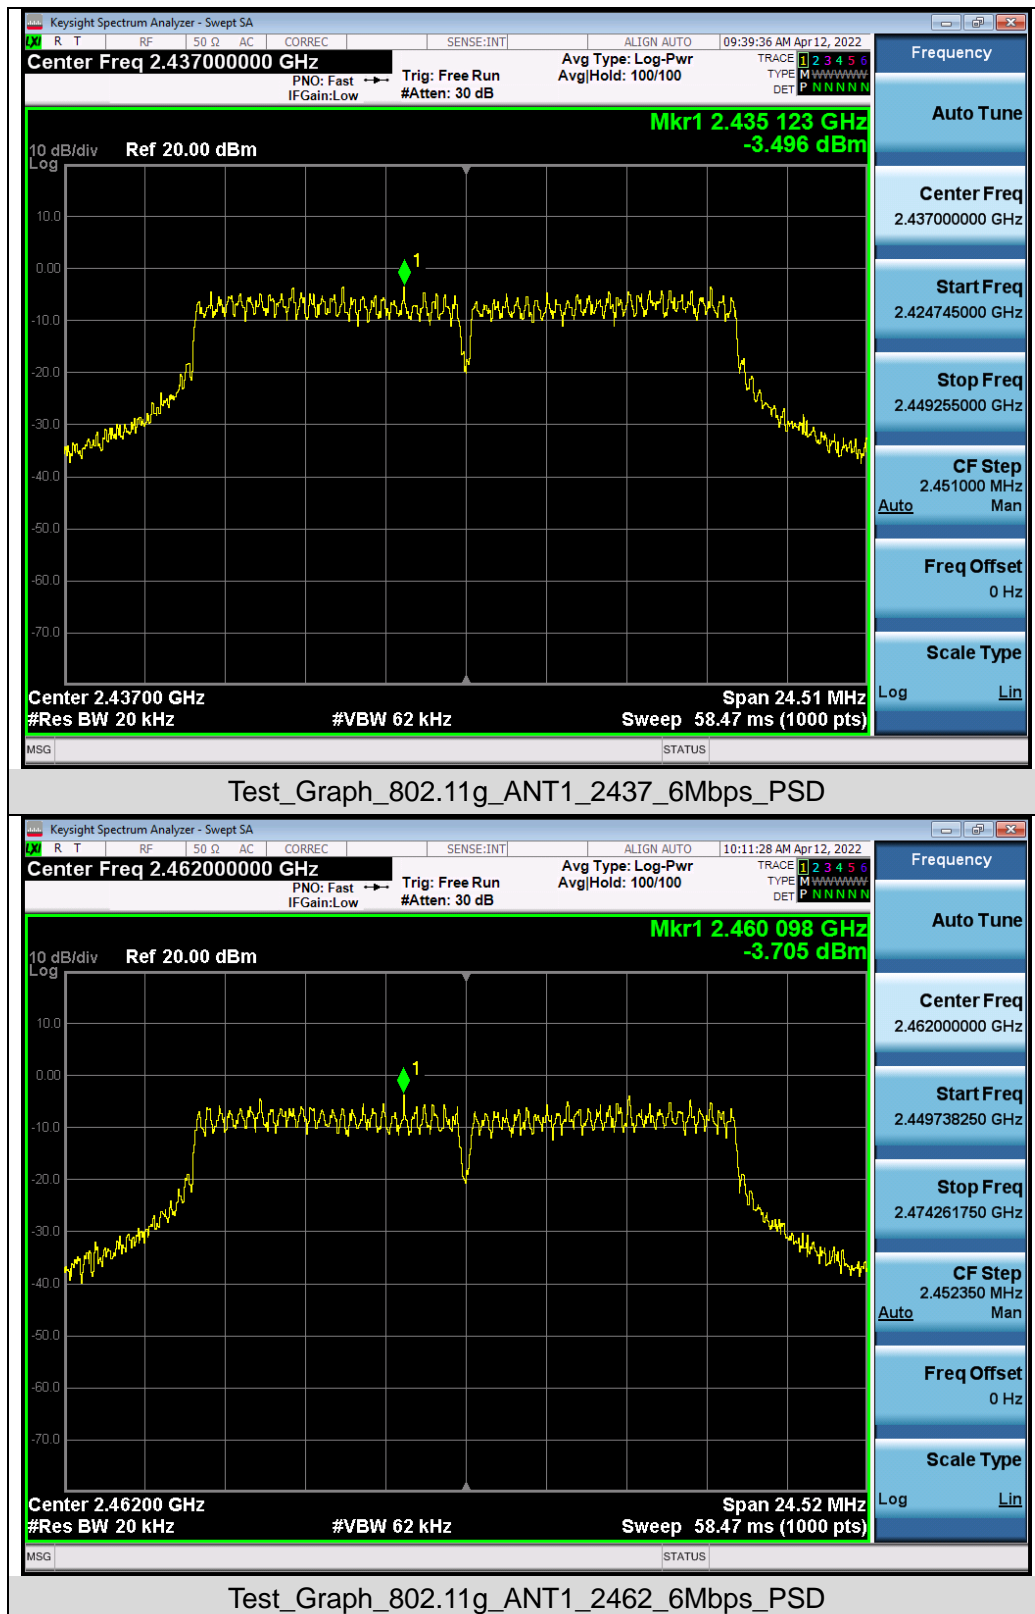 Keysight Spectrum Analyzer - Swept SA
LXI R T RF 50 Ω AC CORREC SENSE:INT ALIGN AUTO 09:39:36 AM Apr 12, 2022
Center Freq 2.437000000 GHz
PNO: Fast
IFGain:Low
Trig: Free Run
#Atten: 30 dB
Avg Type: Log-Pwr
Avg|Hold: 100/100
TRACE 1 2 3 4 5 6
TYPE M W W W W W
DET P N N N N N
Frequency
Mkr1 2.435 123 GHz
-3.496 dBm
10 dB/div Ref 20.00 dBm
Log
10.0
0.00
-10.0
-20.0
-30.0
-40.0
-50.0
-60.0
-70.0
1
Center 2.43700 GHz Span 24.51 MHz
#Res BW 20 kHz #VBW 62 kHz Sweep 58.47 ms (1000 pts)
Auto Tune
Center Freq
2.437000000 GHz
Start Freq
2.424745000 GHz
Stop Freq
2.449255000 GHz
CF Step
2.451000 MHz
Auto Man
Freq Offset
0 Hz
Scale Type
Log Lin
MSG STATUS
Test_Graph_802.11g_ANT1_2437_6Mbps_PSD
Keysight Spectrum Analyzer - Swept SA
LXI R T RF 50 Ω AC CORREC SENSE:INT ALIGN AUTO 10:11:28 AM Apr 12, 2022
Center Freq 2.462000000 GHz
PNO: Fast
IFGain:Low
Trig: Free Run
#Atten: 30 dB
Avg Type: Log-Pwr
Avg|Hold: 100/100
TRACE 1 2 3 4 5 6
TYPE M W W W W W
DET P N N N N N
Frequency
Mkr1 2.460 098 GHz
-3.705 dBm
10 dB/div Ref 20.00 dBm
Log
10.0
0.00
-10.0
-20.0
-30.0
-40.0
-50.0
-60.0
-70.0
1
Center 2.46200 GHz Span 24.52 MHz
#Res BW 20 kHz #VBW 62 kHz Sweep 58.47 ms (1000 pts)
Auto Tune
Center Freq
2.462000000 GHz
Start Freq
2.449738250 GHz
Stop Freq
2.474261750 GHz
CF Step
2.452350 MHz
Auto Man
Freq Offset
0 Hz
Scale Type
Log Lin
MSG STATUS
Test_Graph_802.11g_ANT1_2462_6Mbps_PSD